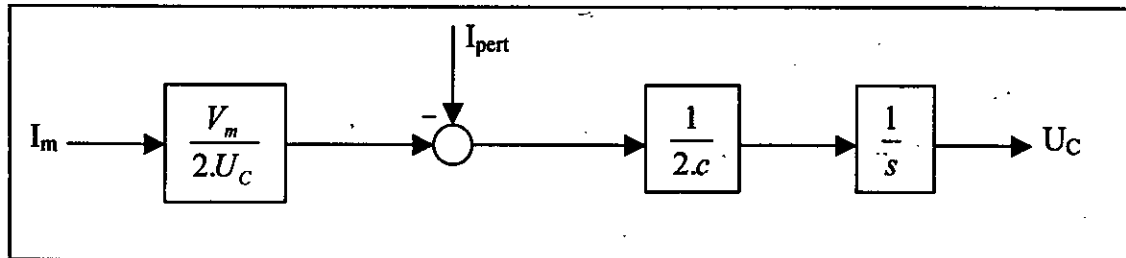 I_pert
I_m
V_m
2.U_C
−
1
2.c
1
s
U_C